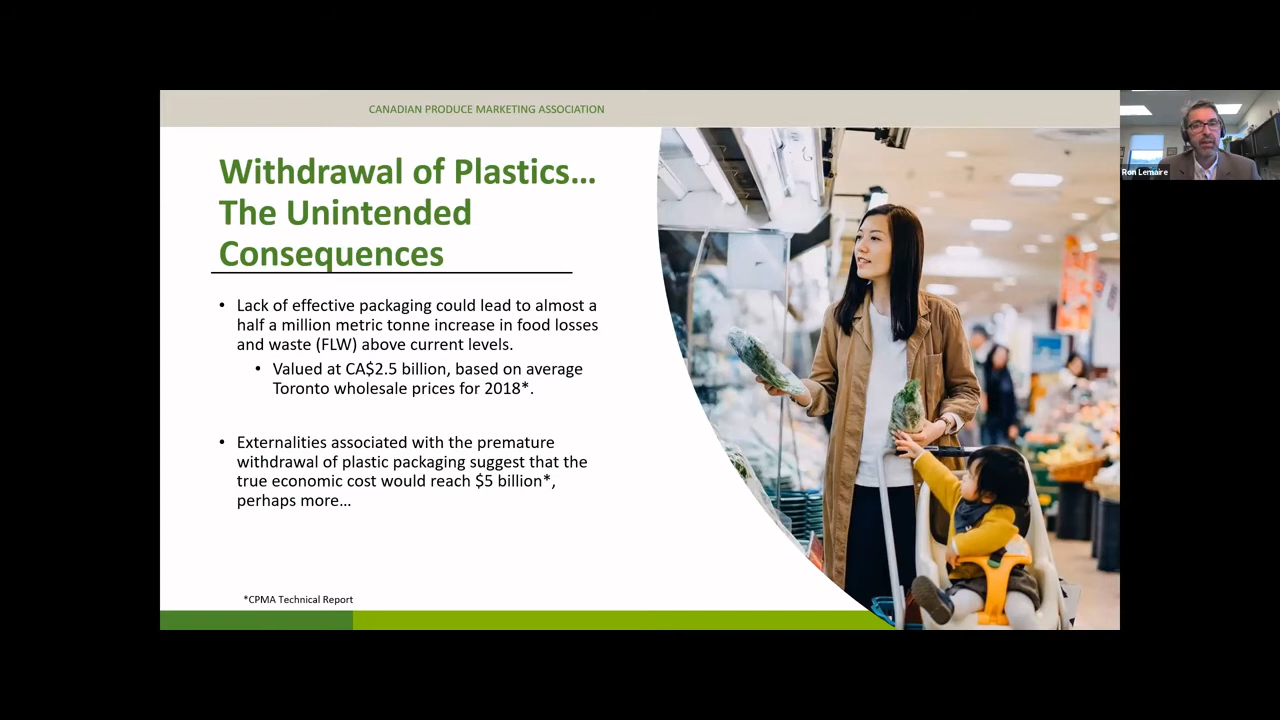 CANADIAN PRODUCE MARKETING ASSOCIATION
Withdrawal of Plastics…
The Unintended
Consequences
• Lack of effective packaging could lead to almost a
half a million metric tonne increase in food losses
and waste (FLW) above current levels.
• Valued at CA$2.5 billion, based on average
Toronto wholesale prices for 2018*.
• Externalities associated with the premature
withdrawal of plastic packaging suggest that the
true economic cost would reach $5 billion*,
perhaps more…
*CPMA Technical Report
Ron Lemaire